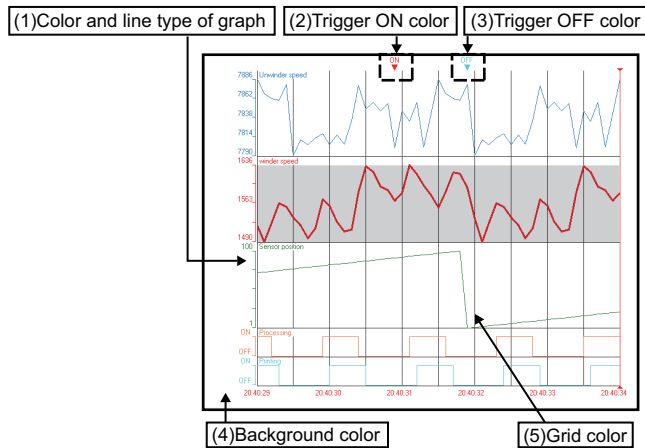 (1)Color and line type of graph
(2)Trigger ON color
(3)Trigger OFF color
ON
OFF
7886
Unwinder speed
7862
7838
7814
7790
1636
winder speed
1563
1490
100
Sensor position
1
ON
Processing
OFF
ON
Printing
OFF
20:40:29
20:40:30
20:40:31
20:40:32
20:40:33
20:40:34
(4)Background color
(5)Grid color